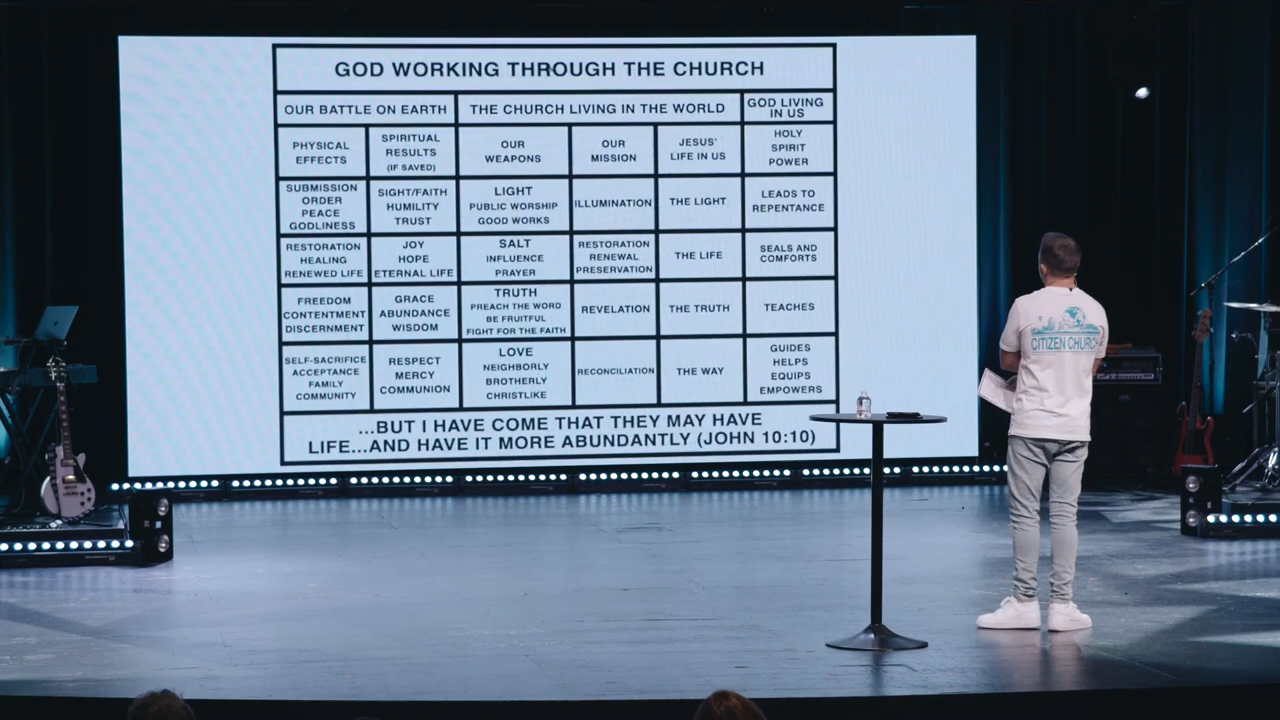 GOD WORKING THROUGH THE CHURCH
OUR BATTLE ON EARTH
THE CHURCH LIVING IN THE WORLD
GOD LIVING
IN US
PHYSICAL
EFFECTS
SPIRITUAL
RESULTS
(IF SAVED)
OUR
WEAPONS
OUR
MISSION
JESUS'
LIFE IN US
HOLY
SPIRIT
POWER
SUBMISSION
ORDER
PEACE
GODLINESS
SIGHT/FAITH
HUMILITY
TRUST
LIGHT
PUBLIC WORSHIP
GOOD WORKS
ILLUMINATION
THE LIGHT
LEADS TO
REPENTANCE
RESTORATION
HEALING
RENEWED LIFE
JOY
HOPE
ETERNAL LIFE
SALT
INFLUENCE
PRAYER
RESTORATION
RENEWAL
PRESERVATION
THE LIFE
SEALS AND
COMFORTS
FREEDOM
CONTENTMENT
DISCERNMENT
GRACE
ABUNDANCE
WISDOM
TRUTH
PREACH THE WORD
BE FRUITFUL
FIGHT FOR THE FAITH
REVELATION
THE TRUTH
TEACHES
SELF-SACRIFICE
ACCEPTANCE
FAMILY
COMMUNITY
RESPECT
MERCY
COMMUNION
LOVE
NEIGHBORLY
BROTHERLY
CHRISTLIKE
RECONCILIATION
THE WAY
GUIDES
HELPS
EQUIPS
EMPOWERS
...BUT I HAVE COME THAT THEY MAY HAVE
LIFE...AND HAVE IT MORE ABUNDANTLY (JOHN 10:10)
CITIZEN CHURCH